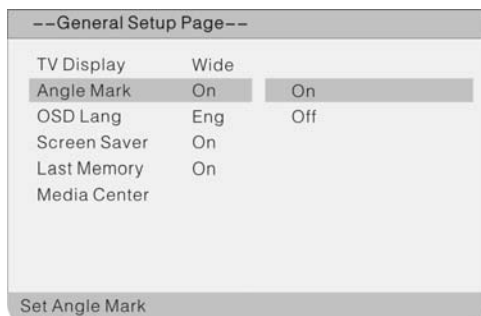 --General Setup Page--
TV Display Wide
Angle Mark On On
OSD Lang Eng Off
Screen Saver On
Last Memory On
Media Center
Set Angle Mark